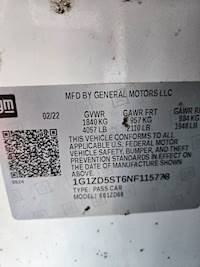 gm
MFD BY GENERAL MOTORS LLC
02/22 GVWR GAWR FRT GAWR RR
1840 KG 957 KG 884 KG
4057 LB 2110 LB 1948 LB
THIS VEHICLE CONFORMS TO ALL
APPLICABLE U.S. FEDERAL MOTOR
VEHICLE SAFETY, BUMPER, AND THEFT
PREVENTION STANDARDS IN EFFECT ON
THE DATE OF MANUFACTURE SHOWN ABOVE.
1G1ZD5ST6NF115778
TYPE: PASS CAR